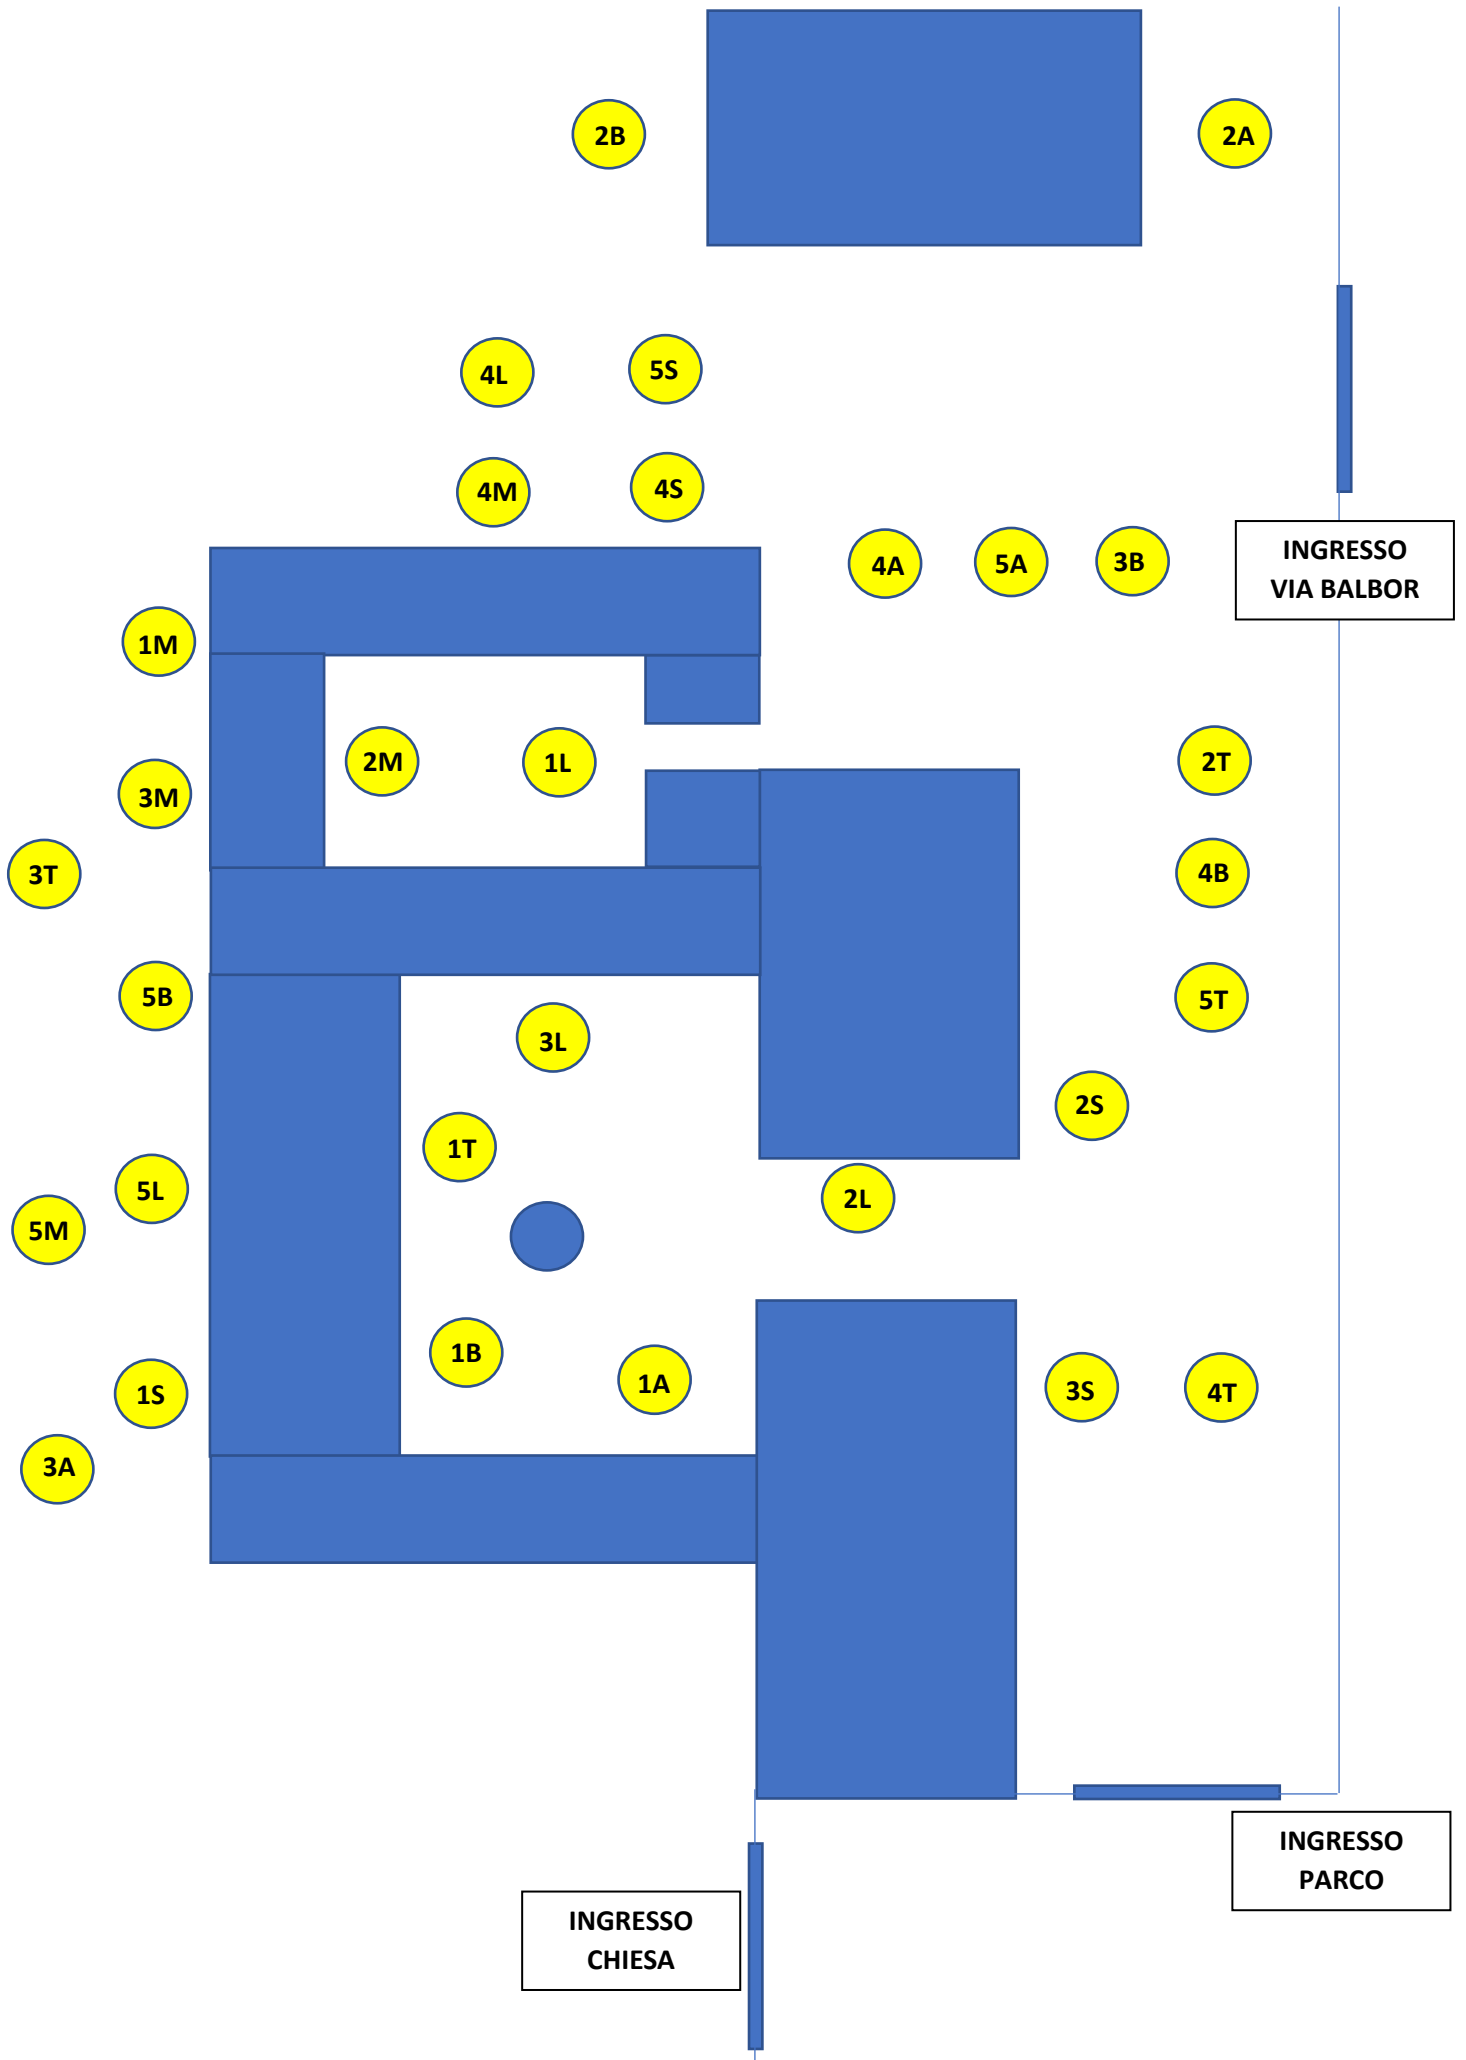 2B
2A
4L
5S
4M
4S
4A
5A
3B
INGRESSO
VIA BALBOR
1M
2M
1L
2T
3M
3T
4B
5B
5T
3L
2S
1T
5L
2L
5M
1B
1A
3S
4T
1S
3A
INGRESSO
PARCO
INGRESSO
CHIESA